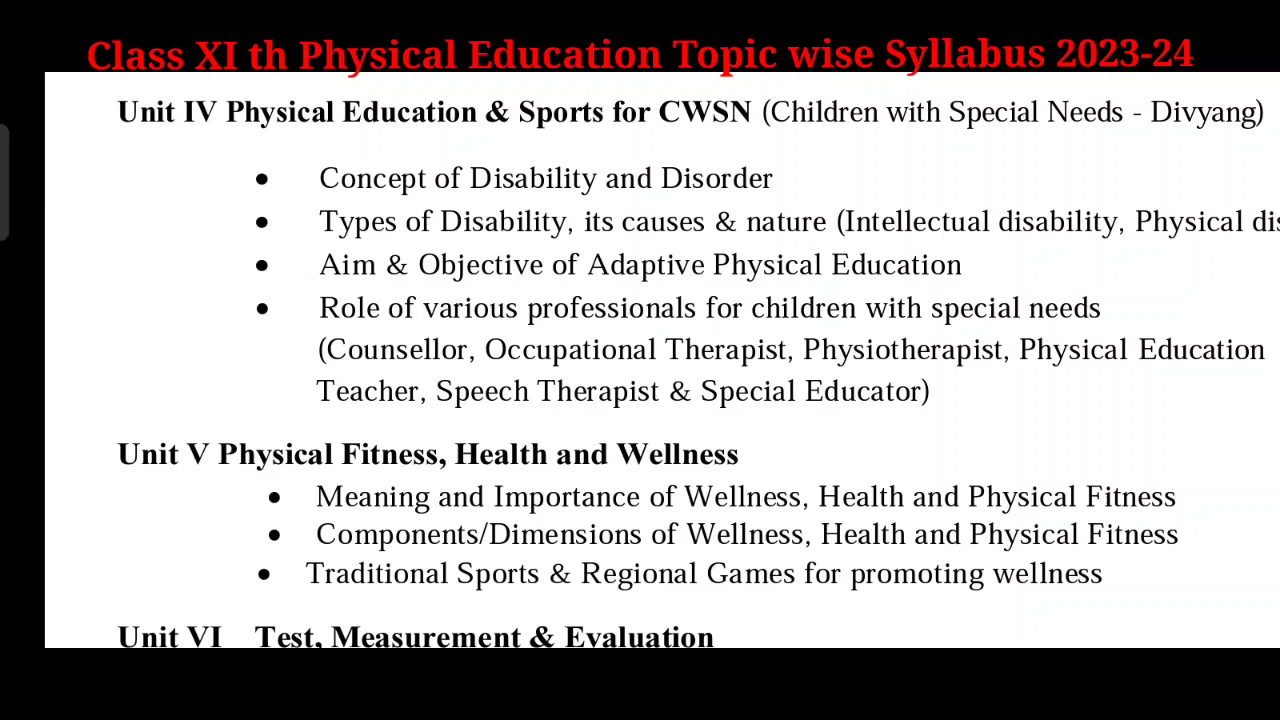 Class XI th Physical Education Topic wise Syllabus 2023-24
Unit IV Physical Education & Sports for CWSN (Children with Special Needs - Divyang)
• Concept of Disability and Disorder
• Types of Disability, its causes & nature (Intellectual disability, Physical dis
• Aim & Objective of Adaptive Physical Education
• Role of various professionals for children with special needs
(Counsellor, Occupational Therapist, Physiotherapist, Physical Education
Teacher, Speech Therapist & Special Educator)
Unit V Physical Fitness, Health and Wellness
• Meaning and Importance of Wellness, Health and Physical Fitness
• Components/Dimensions of Wellness, Health and Physical Fitness
• Traditional Sports & Regional Games for promoting wellness
Unit VI Test, Measurement & Evaluation